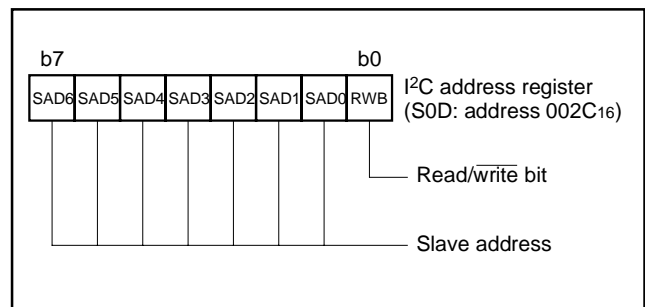 b7 b0
SAD6 SAD5 SAD4 SAD3 SAD2 SAD1 SAD0 RWB
I2C address register
(S0D: address 002C16)
Read/write bit
Slave address